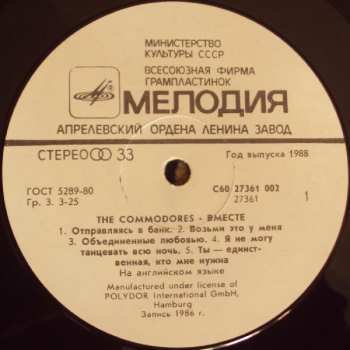 МИНИСТЕРСТВО
КУЛЬТУРЫ СССР
ВСЕСОЮЗНАЯ ФИРМА
ГРАМПЛАСТИНОК
МЕЛОДИЯ
АПРЕЛЕВСКИЙ ОРДЕНА ЛЕНИНА ЗАВОД
СТЕРЕО 33
Год выпуска 1988
ГОСТ 5289-80
Гр. 3. 3-25
С60 27361 002
27361
1
THE COMMODORES - ВМЕСТЕ
1. Отправляясь в банк. 2. Возьми это у меня
3. Объединенные любовью. 4. Я не могу
танцевать всю ночь. 5. Ты — единст-
венная, кто мне нужна
На английском языке
Manufactured under license of
POLYDOR International GmbH,
Hamburg
Запись 1986 г.